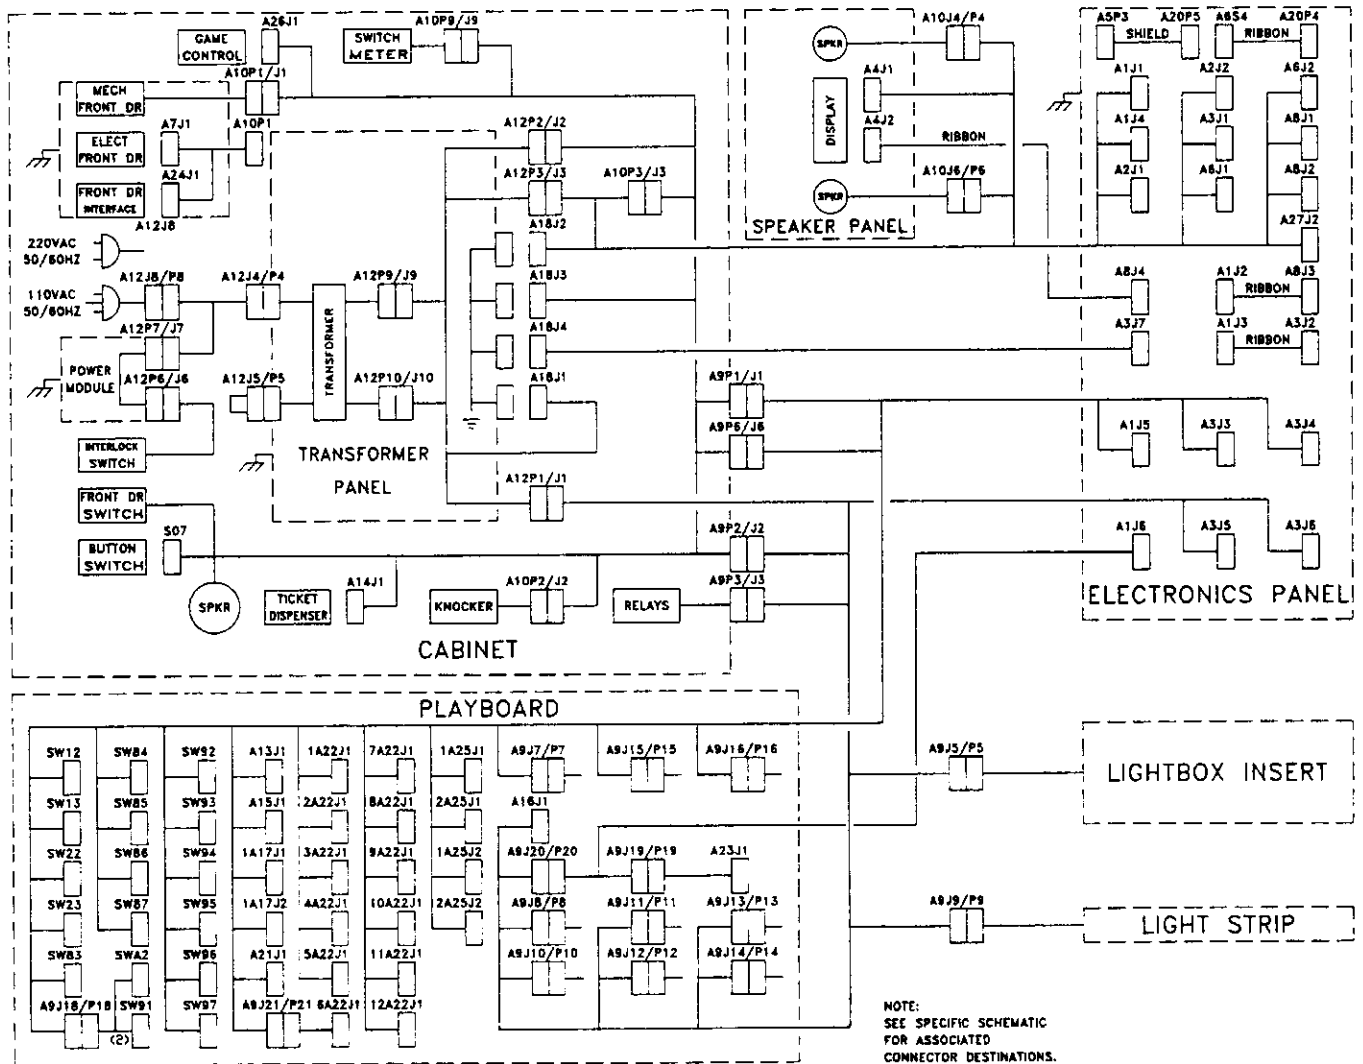 A26J1
GAME
CONTROL
A10P9/J9
SWITCH
METER
A10P1/J1
MECH
FRONT DR
A7J1
A10P1
ELECT
FRONT DR
A24J1
FRONT DR
INTERFACE
A12J8
220VAC
50/60HZ
110VAC
50/60HZ
A12J8/P8
A12J4/P4
A12P9/J9
A12P7/J7
POWER
MODULE
A12P6/J6
A12J5/P5
TRANSFORMER
A12P10/J10
INTERLOCK
SWITCH
TRANSFORMER
PANEL
FRONT DR
SWITCH
S07
BUTTON
SWITCH
SPKR
A14J1
TICKET
DISPENSER
KNOCKER
A10P2/J2
RELAYS
CABINET
A12P2/J2
A12P3/J3
A10P3/J3
A18J2
A18J3
A18J4
A18J1
A12P1/J1
A9P1/J1
A9P6/J6
A9P2/J2
A9P3/J3
A10J4/P4
SPKR
A4J1
DISPLAY
A4J2
RIBBON
A10J6/P6
SPKR
SPEAKER PANEL
A5P3
A20P5
A6S4
A20P4
SHIELD
RIBBON
A1J1
A2J2
A6J2
A1J4
A3J1
A8J1
A2J1
A6J1
A8J2
A27J2
A8J4
A1J2
A8J3
RIBBON
A3J7
A1J3
A3J2
RIBBON
A1J5
A3J3
A3J4
A1J6
A3J5
A3J6
ELECTRONICS PANEL
PLAYBOARD
SW12
SW84
SW92
A13J1
1A22J1
7A22J1
1A25J1
A9J7/P7
A9J15/P15
A9J16/P16
SW13
SW85
SW93
A15J1
2A22J1
8A22J1
2A25J1
A16J1
SW22
SW86
SW94
1A17J1
3A22J1
9A22J1
1A25J2
A9J20/P20
A9J19/P19
A23J1
SW23
SW87
SW95
1A17J2
4A22J1
10A22J1
2A25J2
A9J8/P8
A9J11/P11
A9J13/P13
SW83
SWA2
SW96
A21J1
5A22J1
11A22J1
A9J10/P10
A9J12/P12
A9J14/P14
A9J18/P18
SW91
(2)
SW97
A9J21/P21
6A22J1
12A22J1
A9J5/P5
LIGHTBOX INSERT
A9J9/P9
LIGHT STRIP
NOTE:
SEE SPECIFIC SCHEMATIC
FOR ASSOCIATED
CONNECTOR DESTINATIONS.